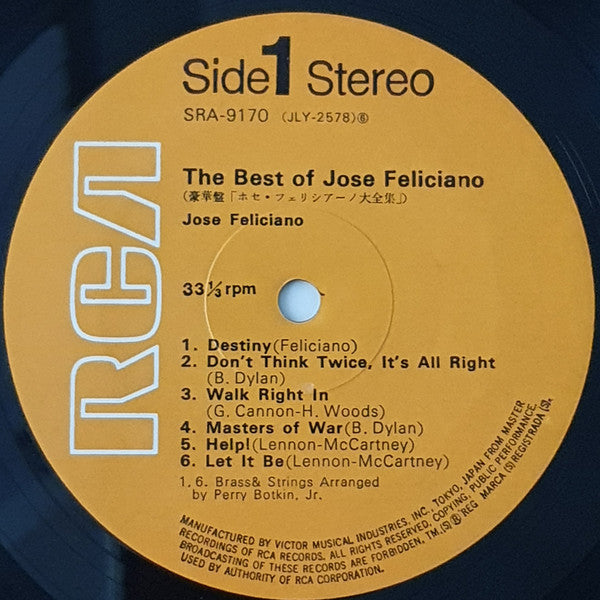 Side 1 Stereo
SRA-9170 (JLY-2578)⑥
RCA
The Best of Jose Feliciano
(豪華盤「ホセ・フェリシアーノ大全集」)
Jose Feliciano
33⅓ rpm
1. Destiny(Feliciano)
2. Don't Think Twice, It's All Right
(B. Dylan)
3. Walk Right In
(G. Cannon-H. Woods)
4. Masters of War(B. Dylan)
5. Help!(Lennon-McCartney)
6. Let It Be(Lennon-McCartney)
1. 6. Brass& Strings Arranged
by Perry Botkin, Jr.
MANUFACTURED BY VICTOR MUSICAL INDUSTRIES, INC., TOKYO, JAPAN FROM MASTER
RECORDINGS OF RCA RECORDS. ALL RIGHTS RESERVED, COPYING, PUBLIC PERFORMANCE,
BROADCASTING OF THESE RECORDS ARE FORBIDDEN. TM.(S) ® REG MARCA (S) REGISTRADA (S).
USED BY AUTHORITY OF RCA CORPORATION.